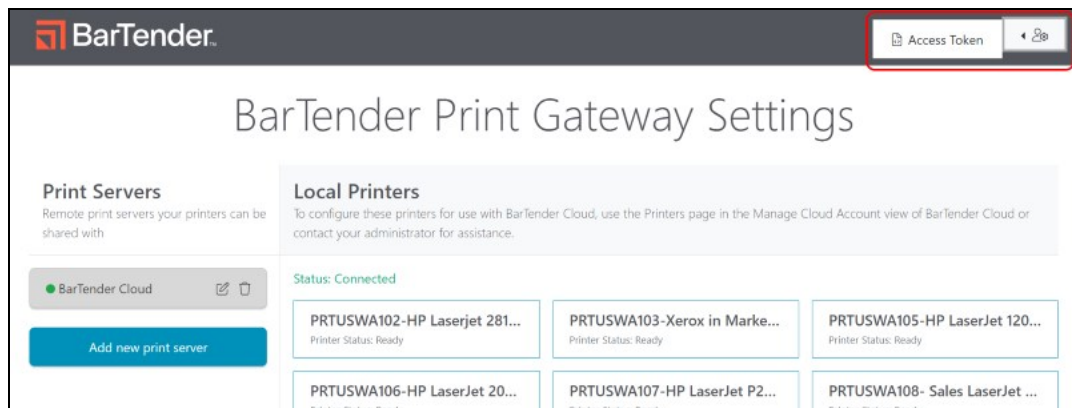 BarTender™
Access Token
BarTender Print Gateway Settings
Print Servers
Remote print servers your printers can be
shared with
BarTender Cloud
Add new print server
Local Printers
To configure these printers for use with BarTender Cloud, use the Printers page in the Manage Cloud Account view of BarTender Cloud or
contact your administrator for assistance.
Status: Connected
PRTUSWA102-HP Laserjet 281...
Printer Status: Ready
PRTUSWA103-Xerox in Marke...
Printer Status: Ready
PRTUSWA105-HP LaserJet 120...
Printer Status: Ready
PRTUSWA106-HP LaserJet 20...
PRTUSWA107-HP LaserJet P2...
PRTUSWA108- Sales LaserJet ...